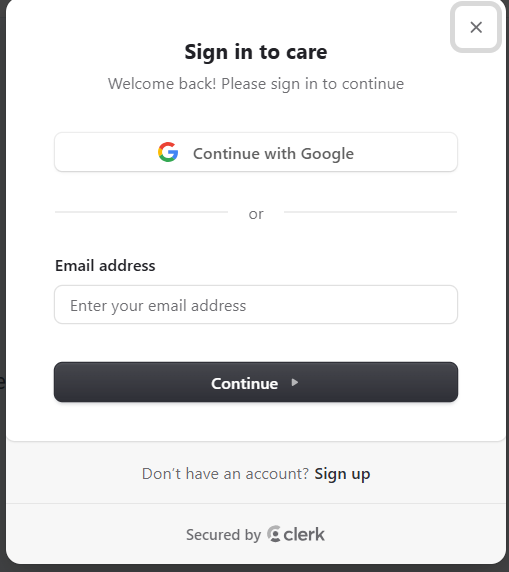 Sign in to care
Welcome back! Please sign in to continue
Continue with Google
or
Email address
Enter your email address
Continue
Don’t have an account? Sign up
Secured by clerk